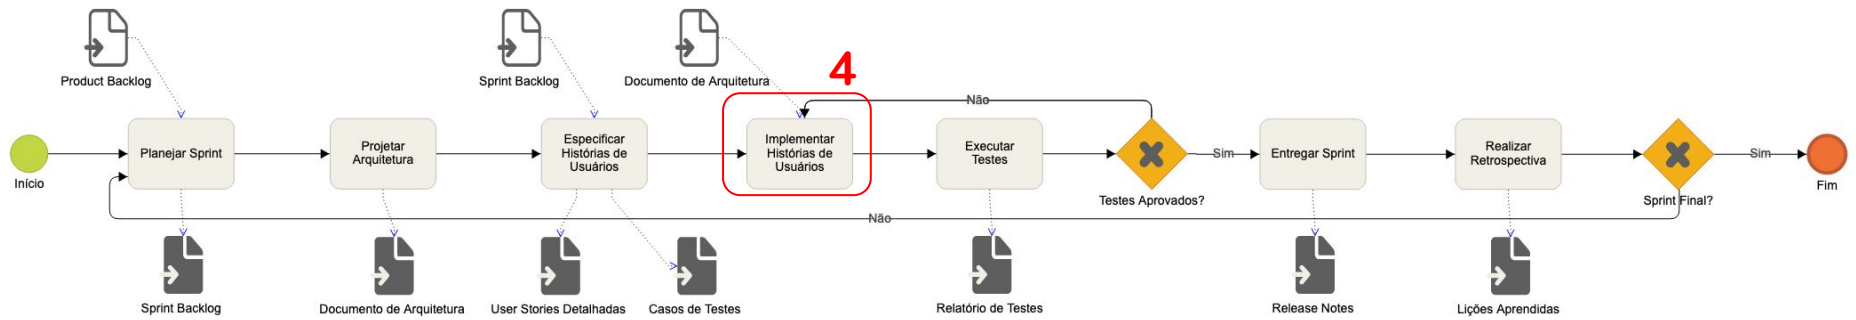 Product Backlog
Sprint Backlog
Documento de Arquitetura
4
Não
Início
Planejar Sprint
Projetar
Arquitetura
Especificar
Histórias de
Usuários
Implementar
Histórias de
Usuários
Executar
Testes
Testes Aprovados?
Sim
Entregar Sprint
Realizar
Retrospectiva
Sprint Final?
Sim
Fim
Não
Sprint Backlog
Documento de Arquitetura
User Stories Detalhadas
Casos de Testes
Relatório de Testes
Release Notes
Lições Aprendidas